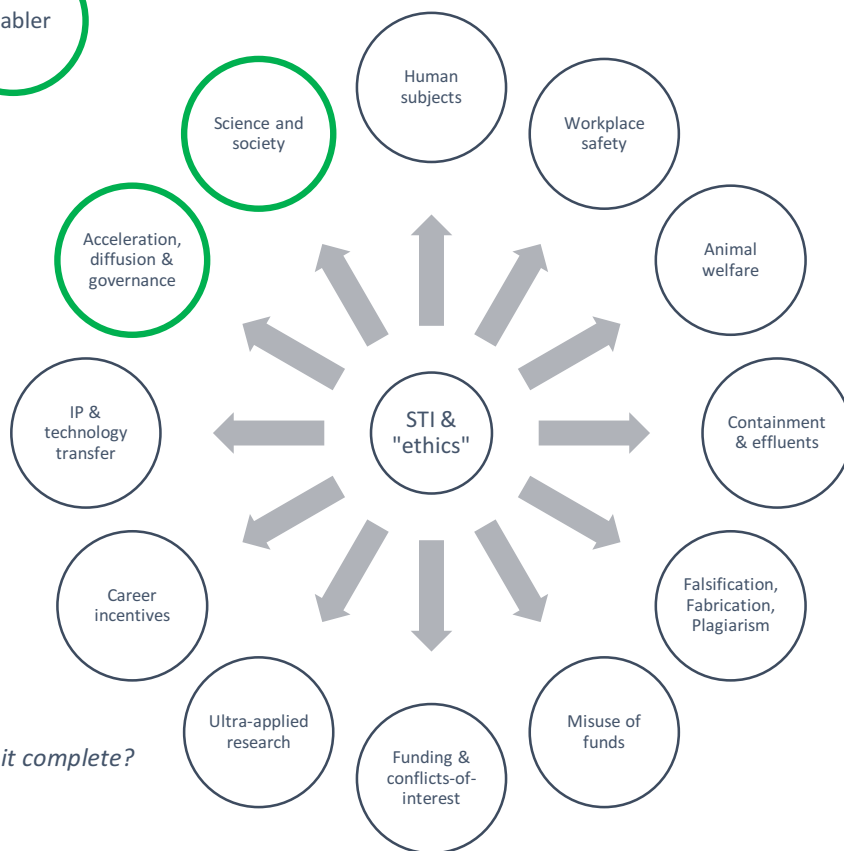 abler
Human
subjects
Science and
society
Workplace
safety
Acceleration,
diffusion &
governance
Animal
welfare
IP &
technology
transfer
STI &
"ethics"
Containment
& effluents
Career
incentives
Falsification,
Fabrication,
Plagiarism
Ultra-applied
research
Misuse of
funds
Funding &
conflicts-of-
interest
it complete?